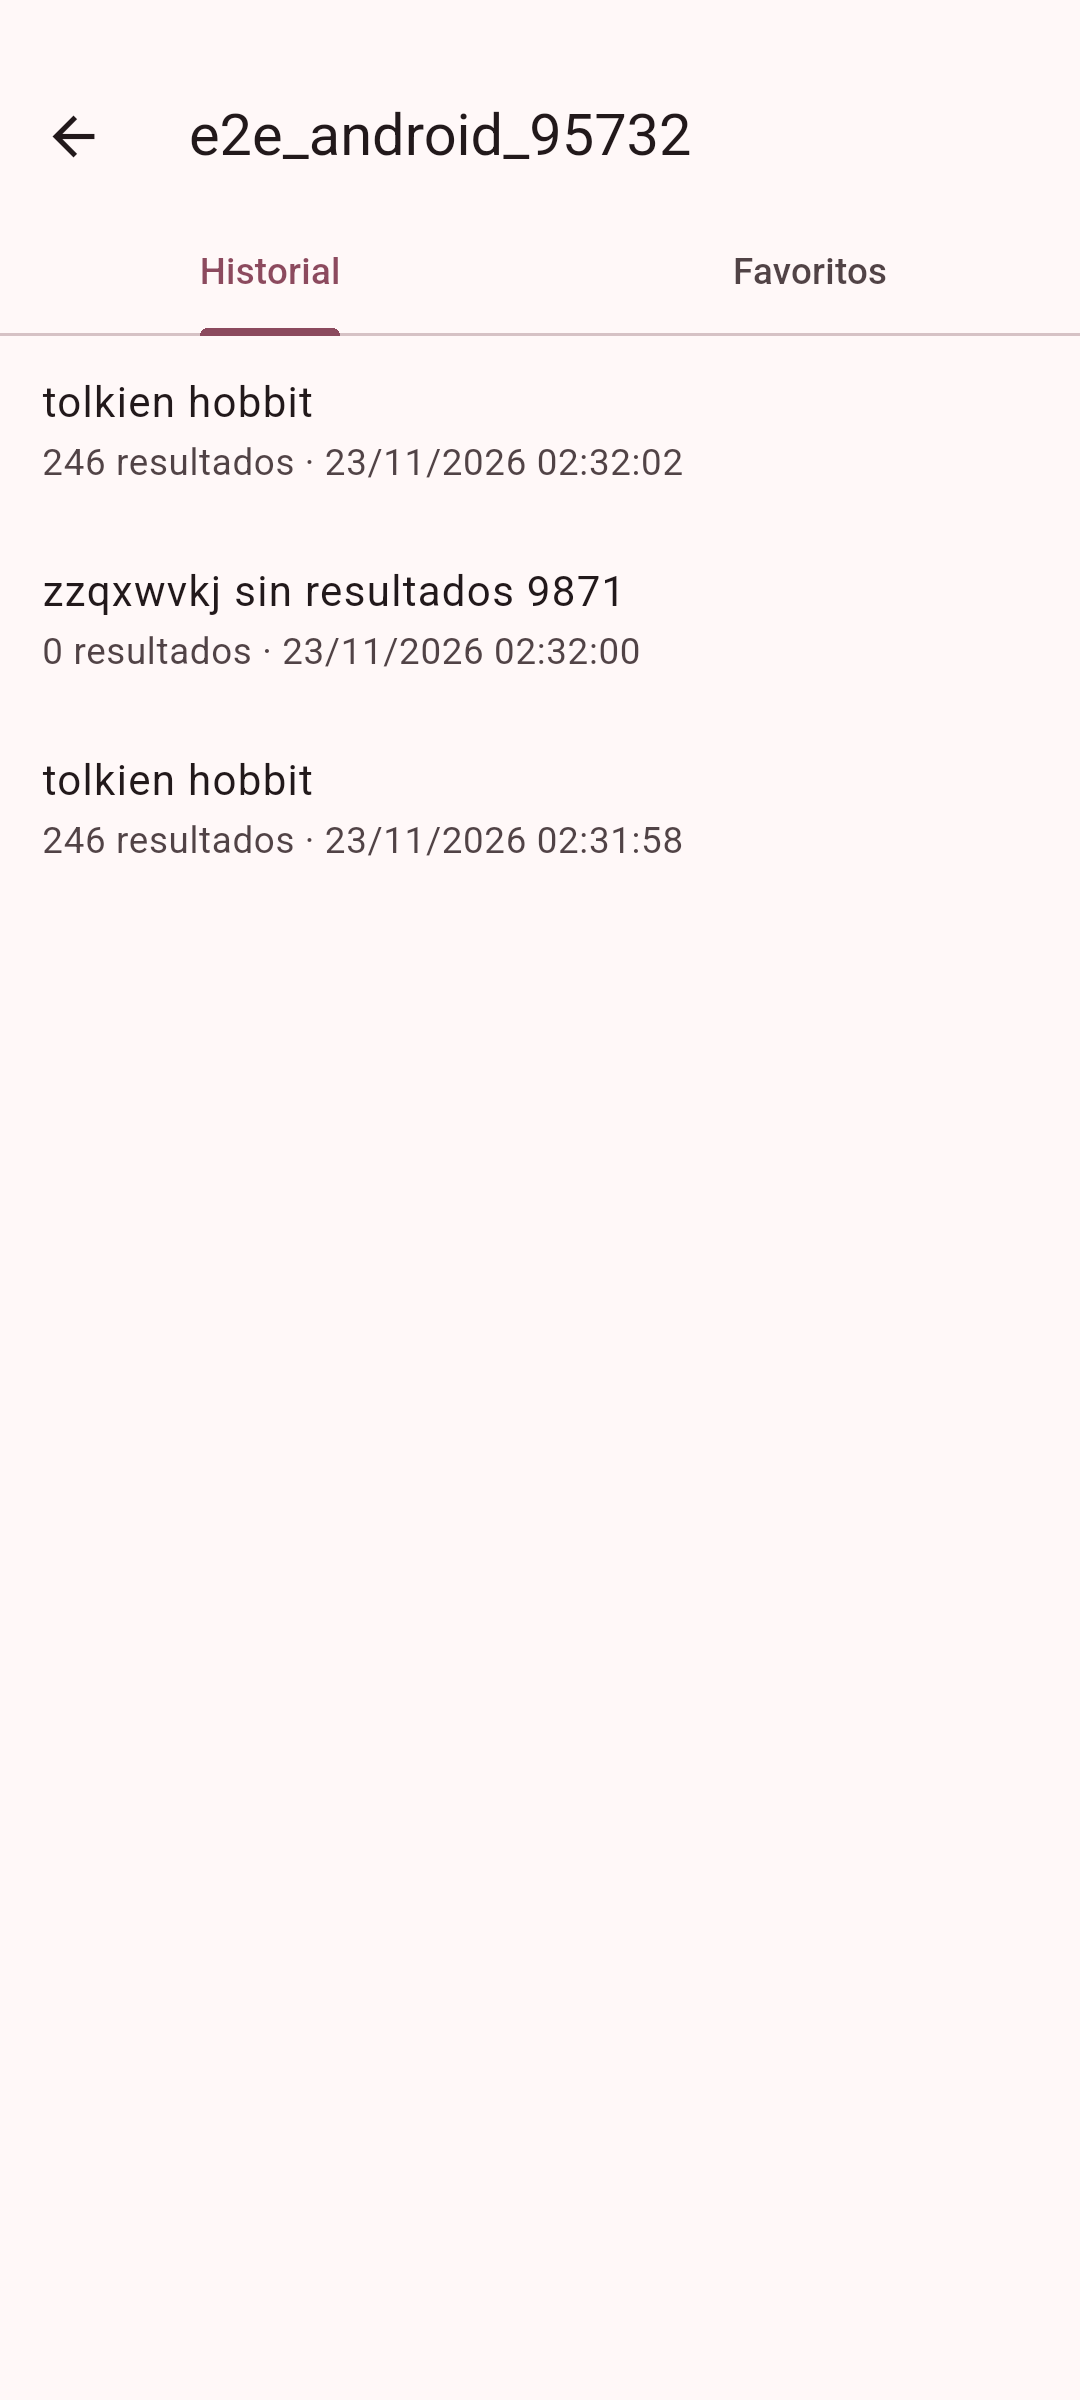 e2e_android_95732
Historial
Favoritos
tolkien hobbit
246 resultados · 23/11/2026 02:32:02
zzqxwvkj sin resultados 9871
0 resultados · 23/11/2026 02:32:00
tolkien hobbit
246 resultados · 23/11/2026 02:31:58